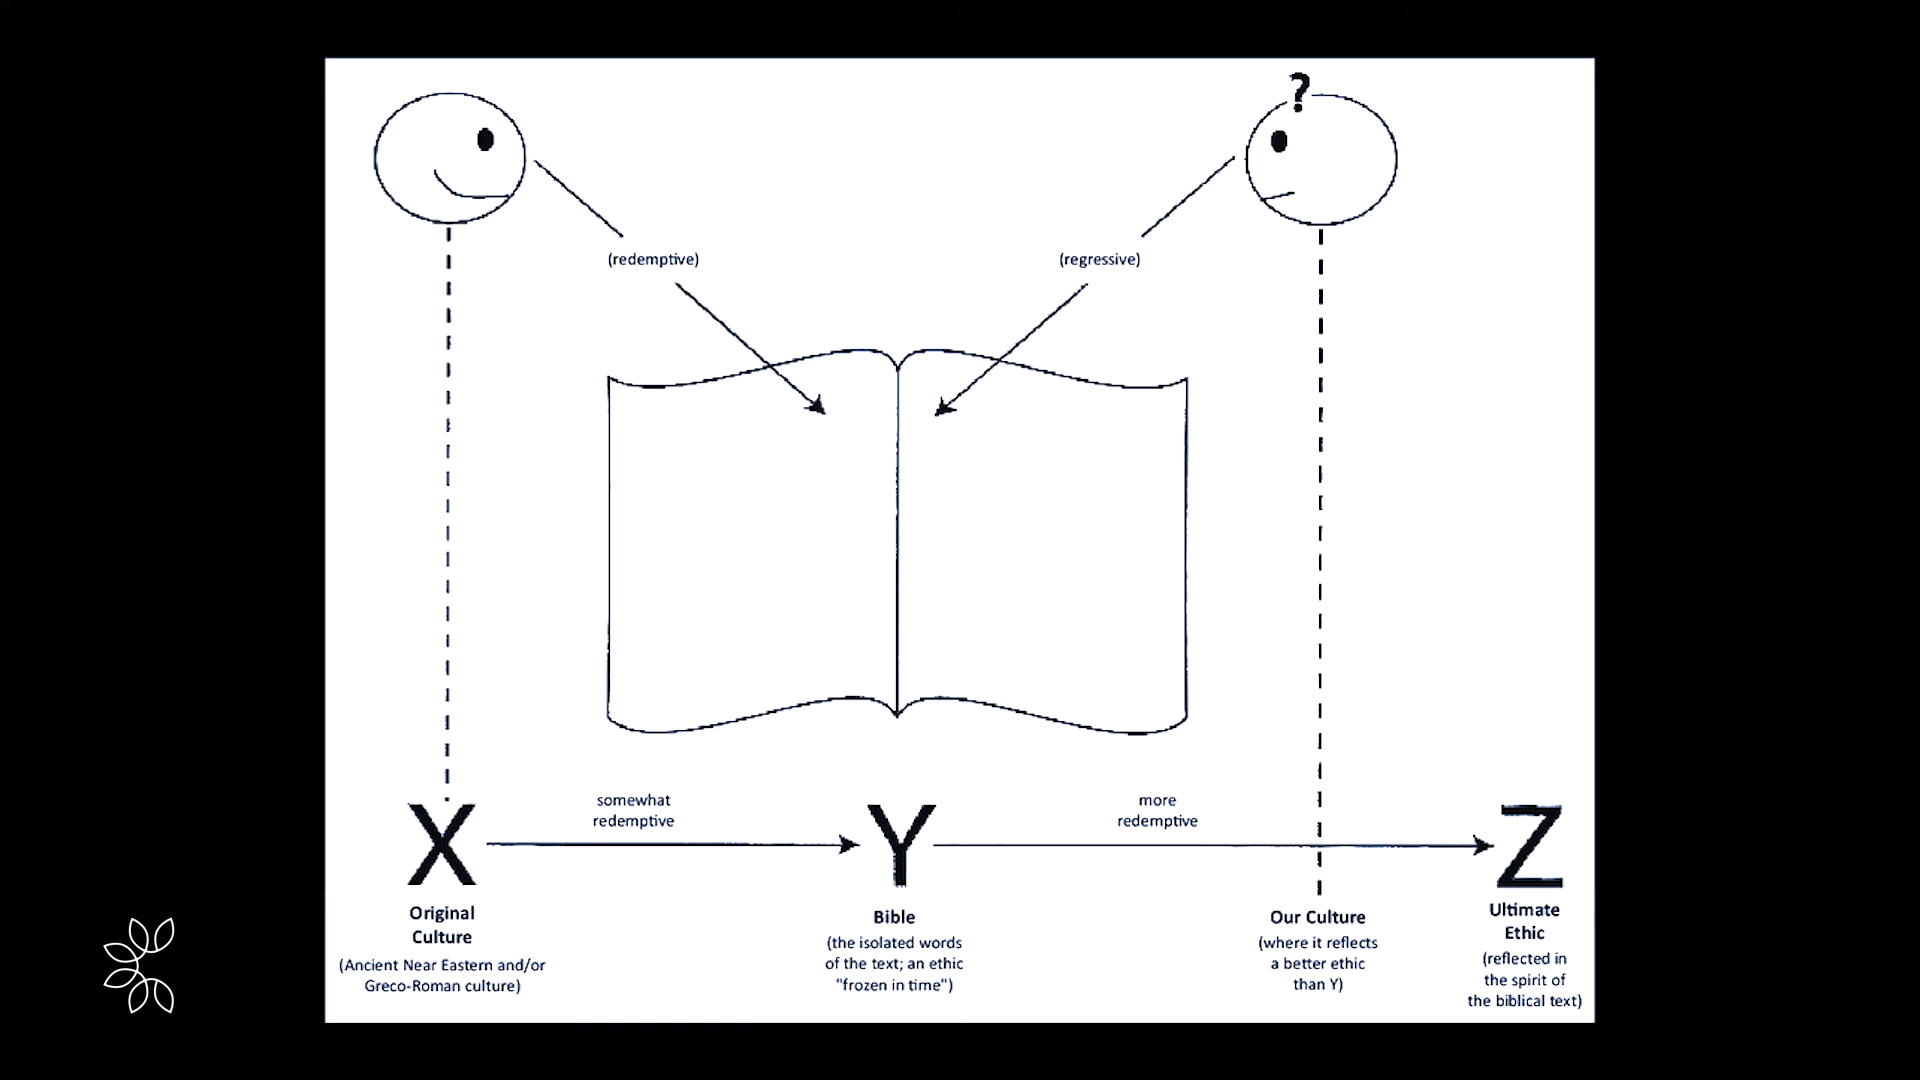 ?
(redemptive)
(regressive)
somewhat
redemptive
more
redemptive
X
Y
Z
Original
Culture
(Ancient Near Eastern and/or
Greco-Roman culture)
Bible
(the isolated words
of the text; an ethic
"frozen in time")
Our Culture
(where it reflects
a better ethic
than Y)
Ultimate
Ethic
(reflected in
the spirit of
the biblical text)